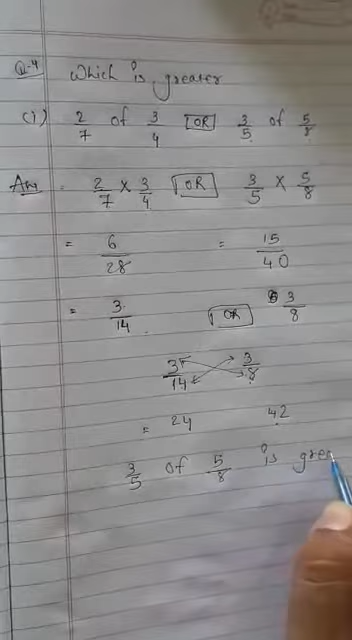 Q-4 Which is greater
(i) 2/7 of 3/4 OR 3/5 of 5/8
Ans = 2/7 × 3/4 OR 3/5 × 5/8
= 6/28 = 15/40
= 3/14 OR 3/8
3/14 3/8
= 24 42
3/5 of 5/8 is gre